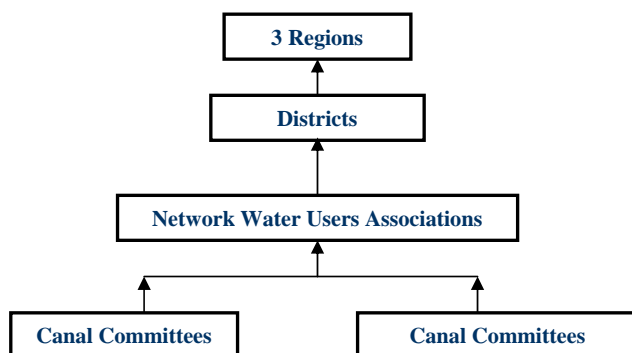 3 Regions
Districts
Network Water Users Associations
Canal Committees
Canal Committees